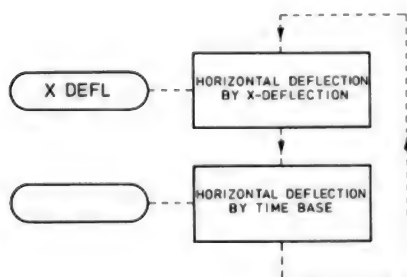 X DEFL
HORIZONTAL DEFLECTION
BY X-DEFLECTION
HORIZONTAL DEFLECTION
BY TIME BASE